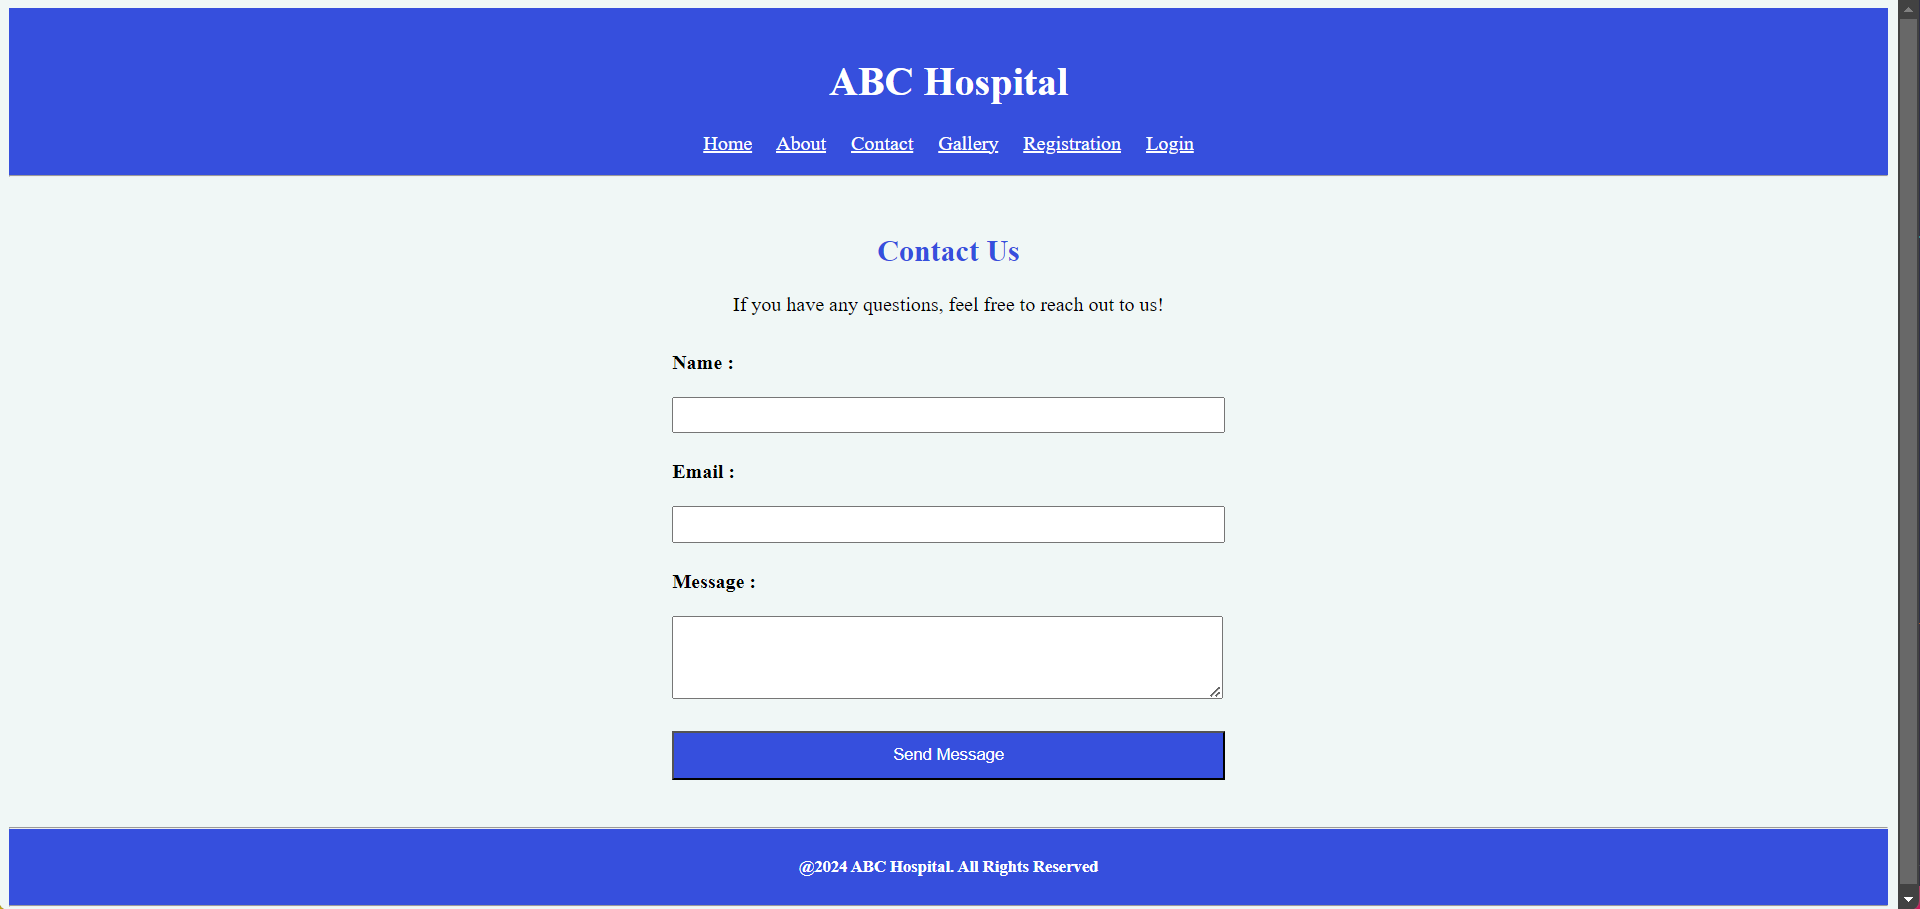 ABC Hospital
Home About Contact Gallery Registration Login
Contact Us
If you have any questions, feel free to reach out to us!
Name :
Email :
Message :
Send Message
@2024 ABC Hospital. All Rights Reserved